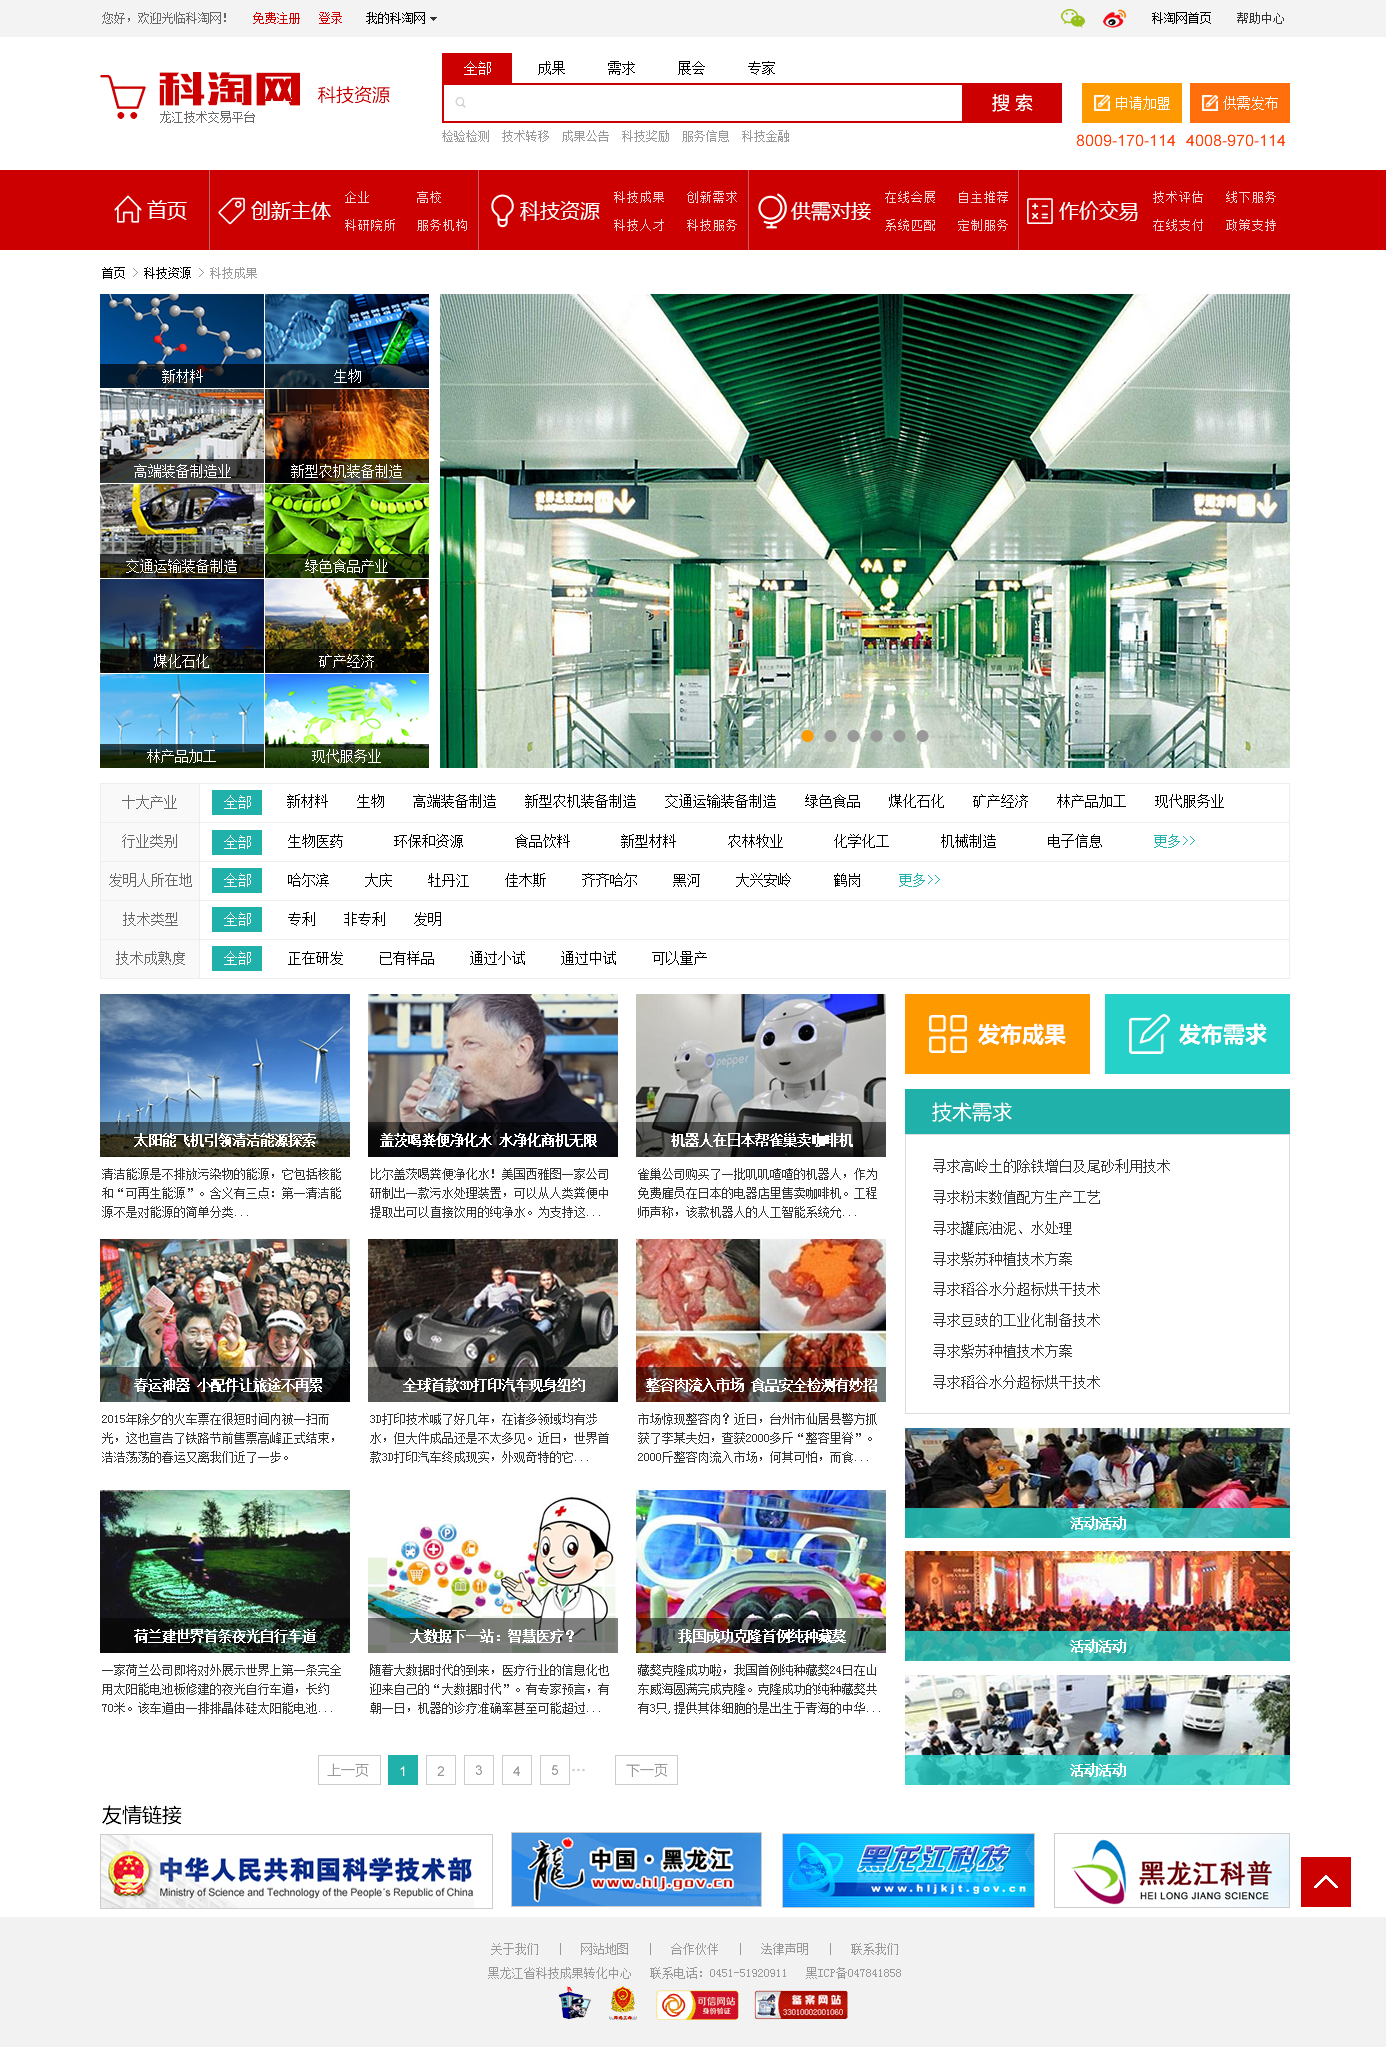 您好，欢迎光临科淘网！ 免费注册 登录 我的科淘网 科淘网首页 帮助中心
科淘网 科技资源
龙江技术交易平台
全部 成果 需求 展会 专家
搜 索 申请加盟 供需发布
检验检测 技术转移 成果公告 科技奖励 服务信息 科技金融
8009-170-114 4008-970-114
首页 创新主体 企业 高校 科技资源 科技成果 创新需求 供需对接 在线会展 自主推荐 作价交易 技术评估 线下服务
科研院所 服务机构 科技人才 科技服务 系统匹配 定制服务 在线支付 政策支持
首页 > 科技资源 > 科技成果
新材料 生物
高端装备制造业 新型农机装备制造
交通运输装备制造 绿色食品产业
煤化石化 矿产经济
林产品加工 现代服务业
十大产业 全部 新材料 生物 高端装备制造 新型农机装备制造 交通运输装备制造 绿色食品 煤化石化 矿产经济 林产品加工 现代服务业
行业类别 全部 生物医药 环保和资源 食品饮料 新型材料 农林牧业 化学化工 机械制造 电子信息 更多>>
发明人所在地 全部 哈尔滨 大庆 牡丹江 佳木斯 齐齐哈尔 黑河 大兴安岭 鹤岗 更多>>
技术类型 全部 专利 非专利 发明
技术成熟度 全部 正在研发 已有样品 通过小试 通过中试 可以量产
发布成果 发布需求
太阳能飞机引领清洁能源探索
清洁能源是不排放污染物的能源，它包括核能
和“可再生能源”。含义有三点：第一清洁能
源不是对能源的简单分类...
盖茨喝粪便净化水 水净化商机无限
比尔盖茨喝粪便净化水！美国西雅图一家公司
研制出一款污水处理装置，可以从人类粪便中
提取出可以直接饮用的纯净水。为支持这...
pepper
机器人在日本帮雀巢卖咖啡机
雀巢公司购买了一批叽叽喳喳的机器人，作为
免费雇员在日本的电器店里售卖咖啡机。工程
师声称，该款机器人的人工智能系统允...
技术需求
寻求高岭土的除铁增白及尾砂利用技术
寻求粉末数值配方生产工艺
寻求罐底油泥、水处理
寻求紫苏种植技术方案
寻求稻谷水分超标烘干技术
寻求豆豉的工业化制备技术
寻求紫苏种植技术方案
寻求稻谷水分超标烘干技术
春运神器 小配件让旅途不再累
2015年除夕的火车票在很短时间内被一扫而
光，这也宣告了铁路节前售票高峰正式结束，
浩浩荡荡的春运又离我们近了一步。
全球首款3D打印汽车现身纽约
3D打印技术喊了好几年，在诸多领域均有涉
水，但大件成品还是不太多见。近日，世界首
款3D打印汽车终成现实，外观奇特的它...
整容肉流入市场 食品安全检测有妙招
市场惊现整容肉？近日，台州市仙居县警方抓
获了李某夫妇，查获2000多斤“整容里脊”。
2000斤整容肉流入市场，何其可怕，而食...
活动活动
活动活动
活动活动
荷兰建世界首条夜光自行车道
一家荷兰公司即将对外展示世界上第一条完全
用太阳能电池板修建的夜光自行车道，长约
70米。该车道由一排排晶体硅太阳能电池...
大数据下一站：智慧医疗？
随着大数据时代的到来，医疗行业的信息化也
迎来自己的“大数据时代”。有专家预言，有
朝一日，机器的诊疗准确率甚至可能超过...
我国成功克隆首例纯种藏獒
藏獒克隆成功啦，我国首例纯种藏獒24日在山
东威海圆满完成克隆。克隆成功的纯种藏獒共
有3只,提供其体细胞的是出生于青海的中华...
上一页 1 2 3 4 5 ··· 下一页
友情链接
中华人民共和国科学技术部
Ministry of Science and Technology of the People's Republic of China
龙 中国·黑龙江
www.hlj.gov.cn
黑龙江科技
www.hljkjt.gov.cn
黑龙江科普
HEI LONG JIANG SCIENCE
关于我们 | 网站地图 | 合作伙伴 | 法律声明 | 联系我们
黑龙江省科技成果转化中心 联系电话：0451-51920911 黑ICP备047841858
可信网站
身份验证
备案网站
33010002001060